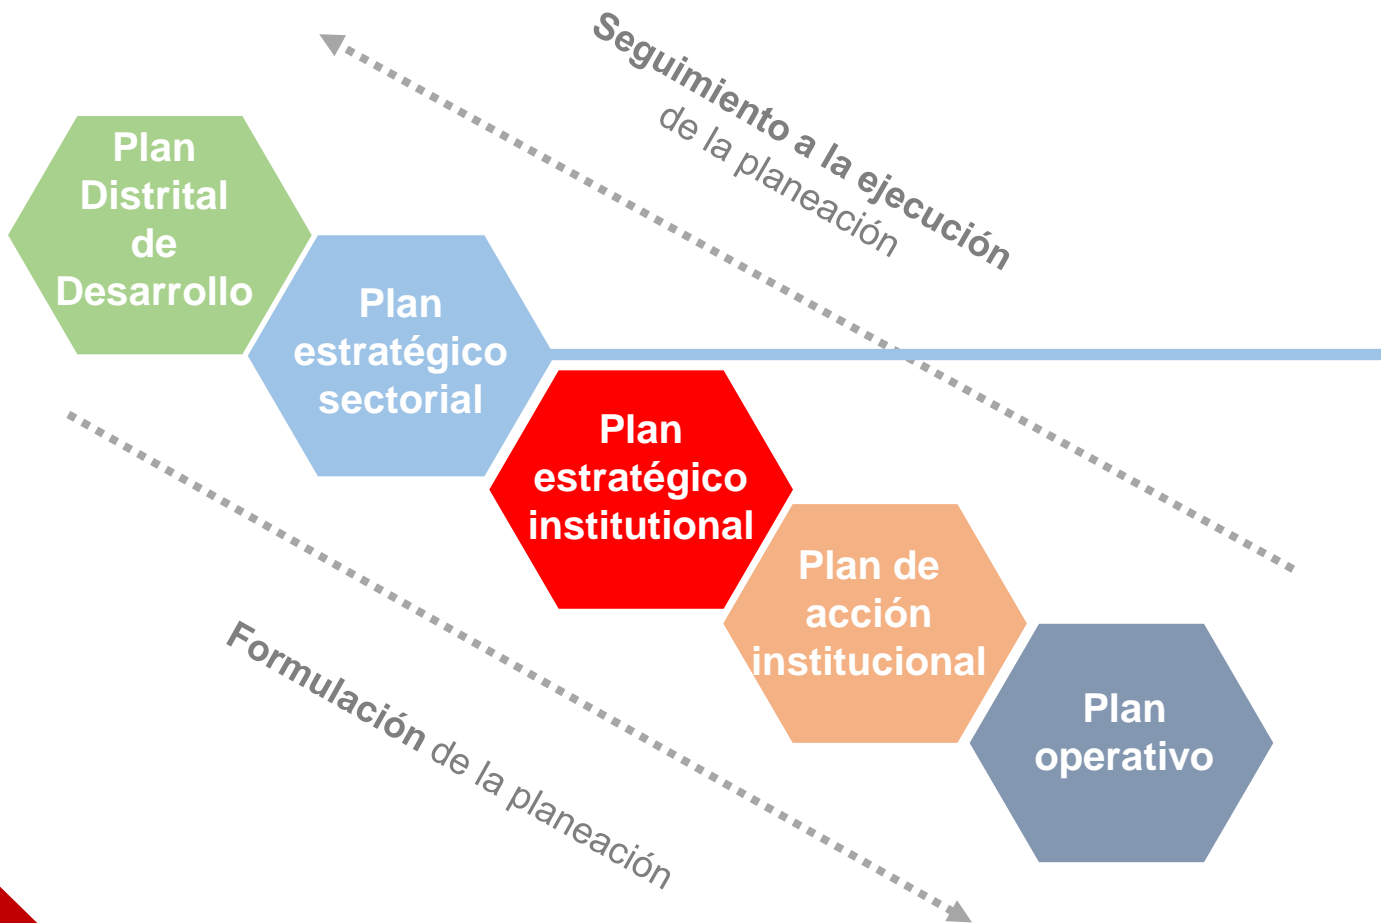 Seguimiento a la ejecución
de la planeación
Plan
Distrital
de
Desarrollo
Plan
estratégico
sectorial
Plan
estratégico
institutional
Plan de
acción
institucional
Plan
operativo
Formulación de la planeación